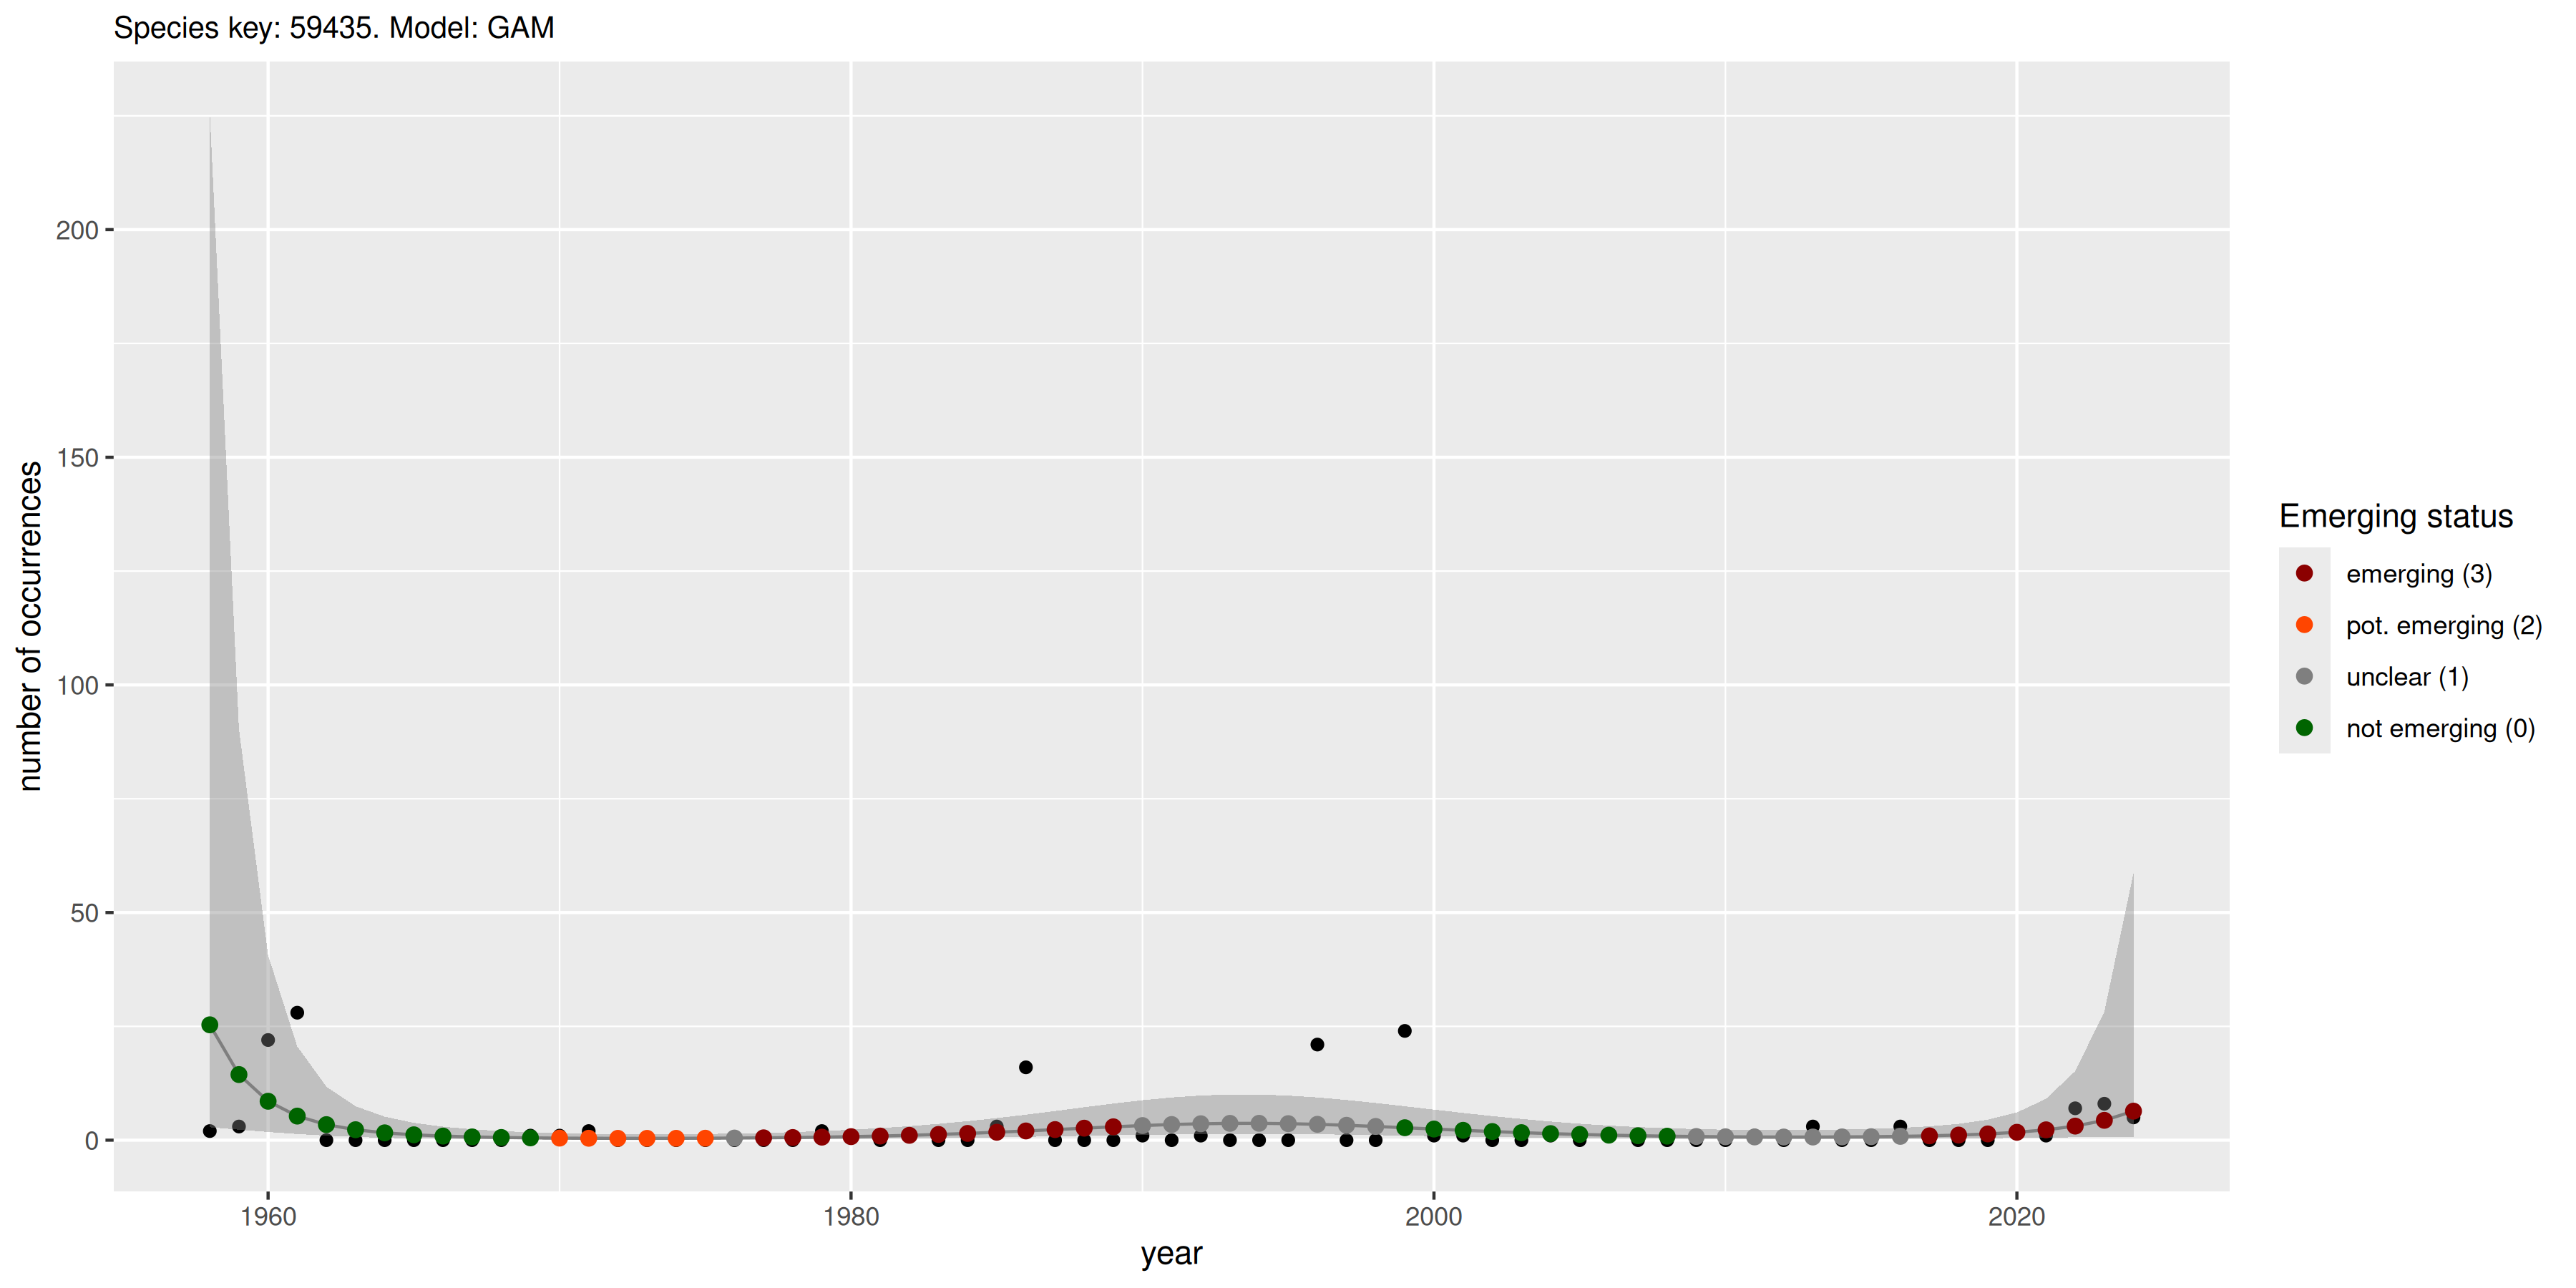 Species key: 59435. Model: GAM
number of occurrences
200
150
100
50
0
1960
1980
2000
2020
year
Emerging status
emerging (3)
pot. emerging (2)
unclear (1)
not emerging (0)